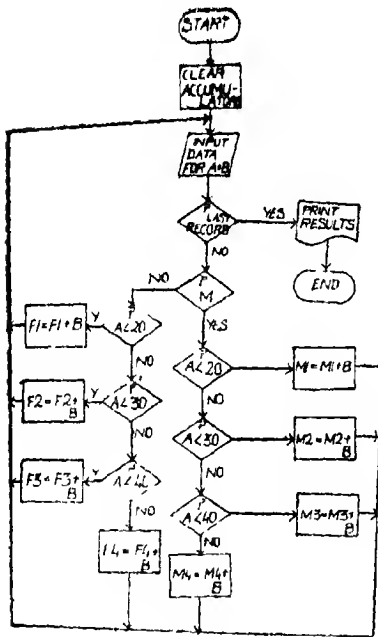 START
CLEAR
ACCUMU-
LATORS
INPUT
DATA
FOR A+B
LAST
RECORD
YES
PRINT
RESULTS
NO
END
NO
M
YES
A<20
Y
F1=F1+B
NO
A<20
M1=M1+B
NO
A<30
Y
F2=F2+
B
NO
A<30
M2=M2+
B
NO
A<40
Y
F3=F3+
B
NO
A<40
M3=M3+
B
NO
F4=F4+
B
M4=M4+
B